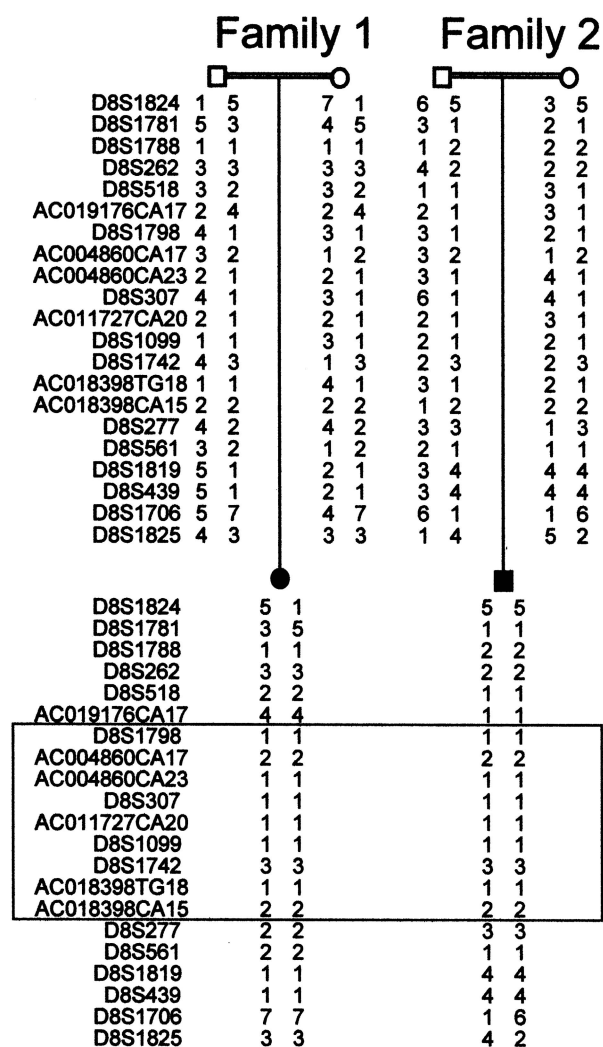 Family 1 Family 2
D8S1824 1 5 7 1 6 5 3 5
D8S1781 5 3 4 5 3 1 2 1
D8S1788 1 1 1 1 1 2 2 2
D8S262 3 3 3 3 4 2 2 2
D8S518 3 2 3 2 1 1 3 1
AC019176CA17 2 4 2 4 2 1 3 1
D8S1798 4 1 3 1 3 1 2 1
AC004860CA17 3 2 1 2 3 2 1 2
AC004860CA23 2 1 2 1 3 1 4 1
D8S307 4 1 3 1 6 1 4 1
AC011727CA20 2 1 2 1 2 1 3 1
D8S1099 1 1 3 1 2 1 2 1
D8S1742 4 3 1 3 2 3 2 3
AC018398TG18 1 1 4 1 3 1 2 1
AC018398CA15 2 2 2 2 1 2 2 2
D8S277 4 2 4 2 3 3 1 3
D8S561 3 2 1 2 2 1 1 1
D8S1819 5 1 2 1 3 4 4 4
D8S439 5 1 2 1 3 4 4 4
D8S1706 5 7 4 7 6 1 1 6
D8S1825 4 3 3 3 1 4 5 2
D8S1824 5 1 5 5
D8S1781 3 5 1 1
D8S1788 1 1 2 2
D8S262 3 3 2 2
D8S518 2 2 1 1
AC019176CA17 4 4 1 1
D8S1798 1 1 1 1
AC004860CA17 2 2 2 2
AC004860CA23 1 1 1 1
D8S307 1 1 1 1
AC011727CA20 1 1 1 1
D8S1099 1 1 1 1
D8S1742 3 3 3 3
AC018398TG18 1 1 1 1
AC018398CA15 2 2 2 2
D8S277 2 2 3 3
D8S561 2 2 1 1
D8S1819 1 1 4 4
D8S439 1 1 4 4
D8S1706 7 7 1 6
D8S1825 3 3 4 2